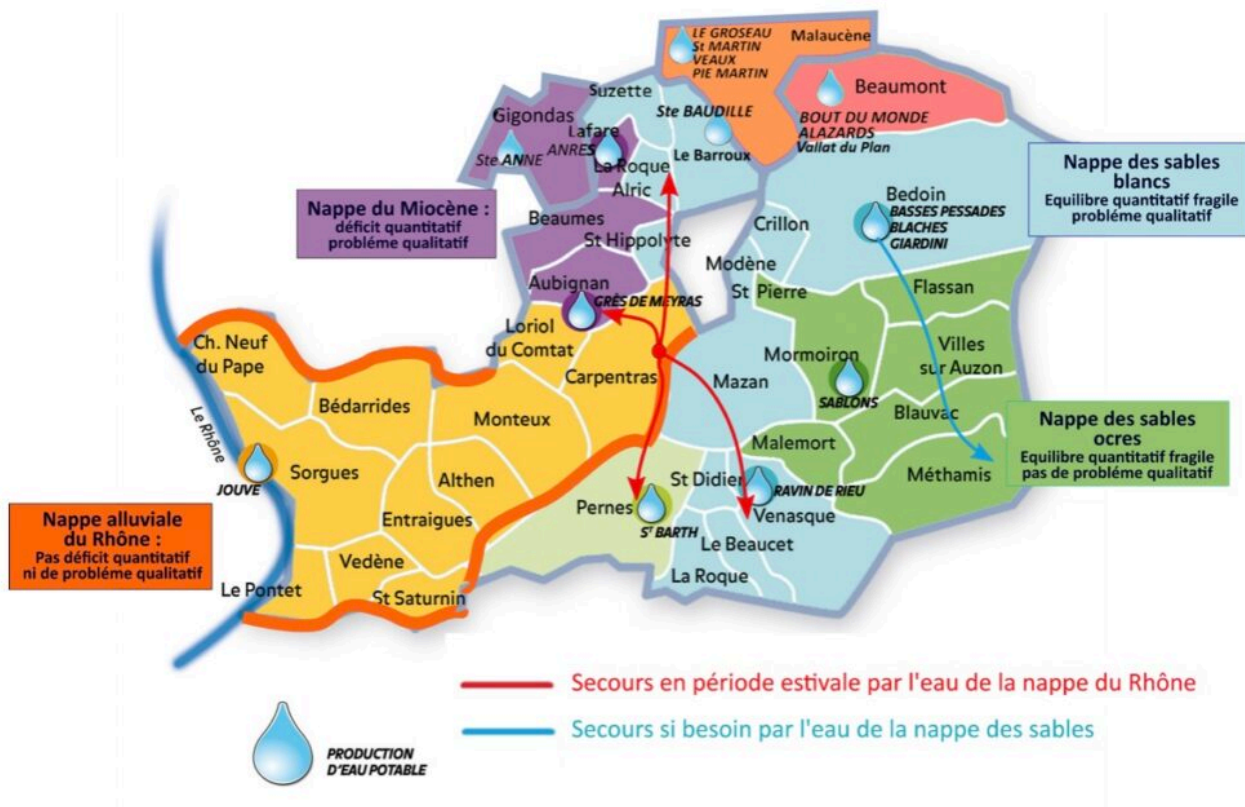 LE GROSEAU
St MARTIN
VEAUX
PIE MARTIN
Malaucène
Beaumont
BOUT DU MONDE
ALAZARDS
Vallat du Plan
Suzette
Ste BAUDILLE
Le Barroux
Gigondas
Ste ANNE
Lafare
ANRES
La Roque
Alric
Nappe du Miocène :
déficit quantitatif
probléme qualitatif
Beaumes
St Hippolyte
Aubignan
GRÈS DE MEYRAS
Nappe des sables
blancs
Equilibre quantitatif fragile
probléme qualitatif
Bedoin
BASSES PESSADES
BLACHES
GIARDINI
Crillon
Modène
St Pierre
Flassan
Mormoiron
SABLONS
Villes
sur Auzon
Blauvac
Malemort
Méthamis
Nappe des sables
ocres
Equilibre quantitatif fragile
pas de probléme qualitatif
Ch. Neuf
du Pape
Le Rhône
Bédarrides
Loriol
du Comtat
Carpentras
Mazan
Monteux
Sorgues
JOUVE
Althen
Entraigues
Pernes
ST BARTH
St Didier
RAVIN DE RIEU
Venasque
Le Beaucet
La Roque
Nappe alluviale
du Rhône :
Pas déficit quantitatif
ni de probléme qualitatif
Vedène
Le Pontet
St Saturnin
Secours en période estivale par l'eau de la nappe du Rhône
Secours si besoin par l'eau de la nappe des sables
PRODUCTION
D'EAU POTABLE